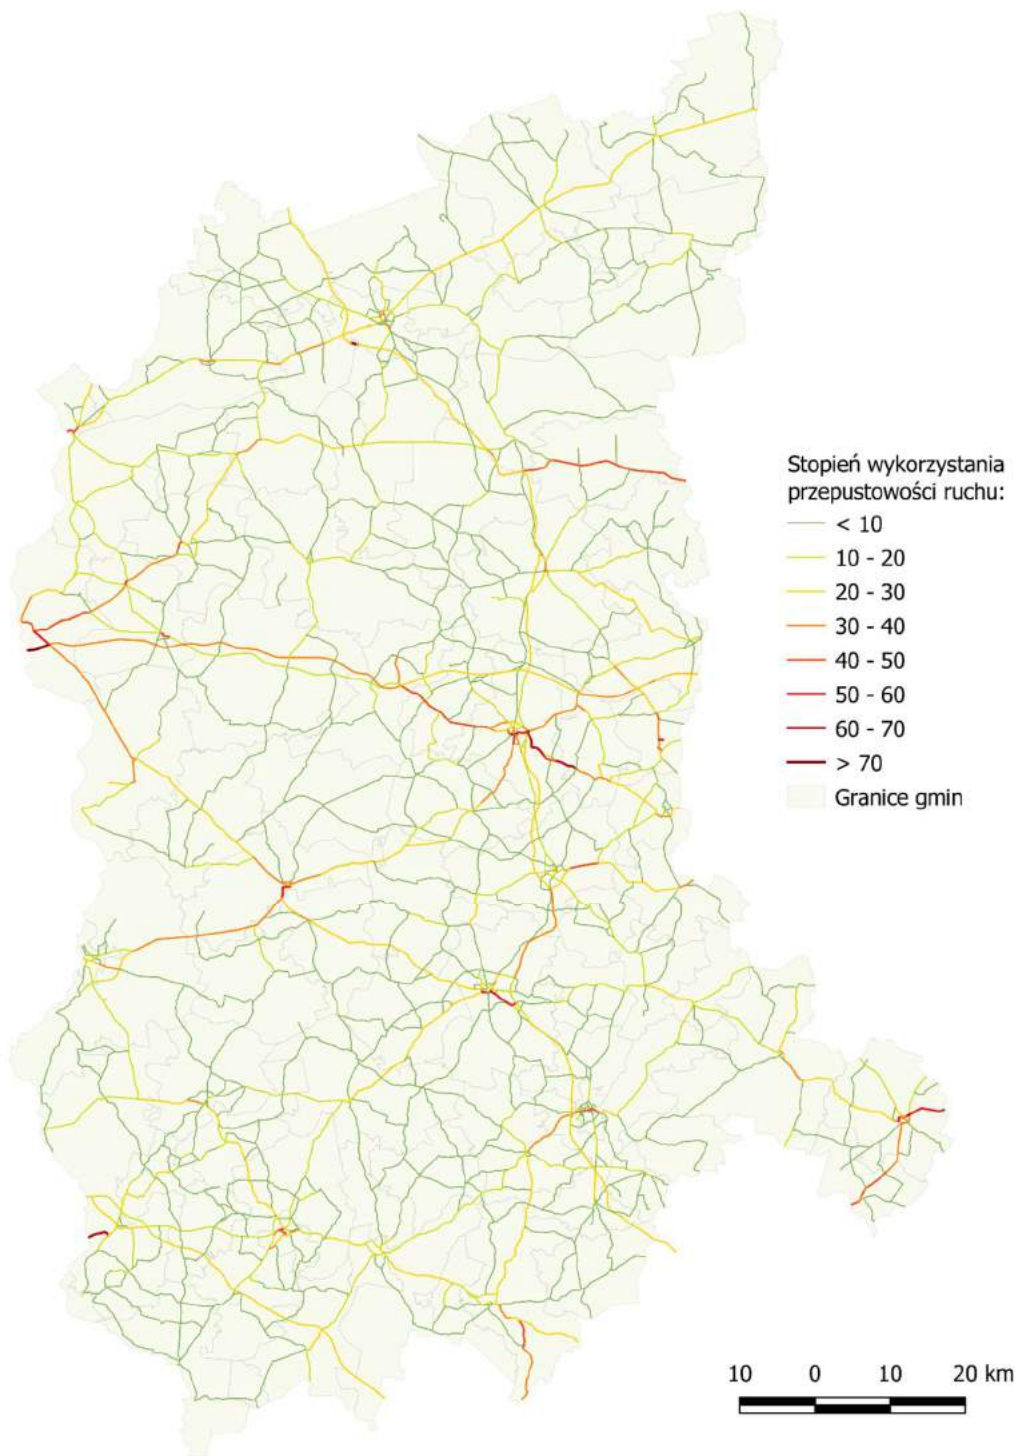 Stopień wykorzystania
przepustowości ruchu:
< 10
10 - 20
20 - 30
30 - 40
40 - 50
50 - 60
60 - 70
> 70
Granice gmin
10 0 10 20 km